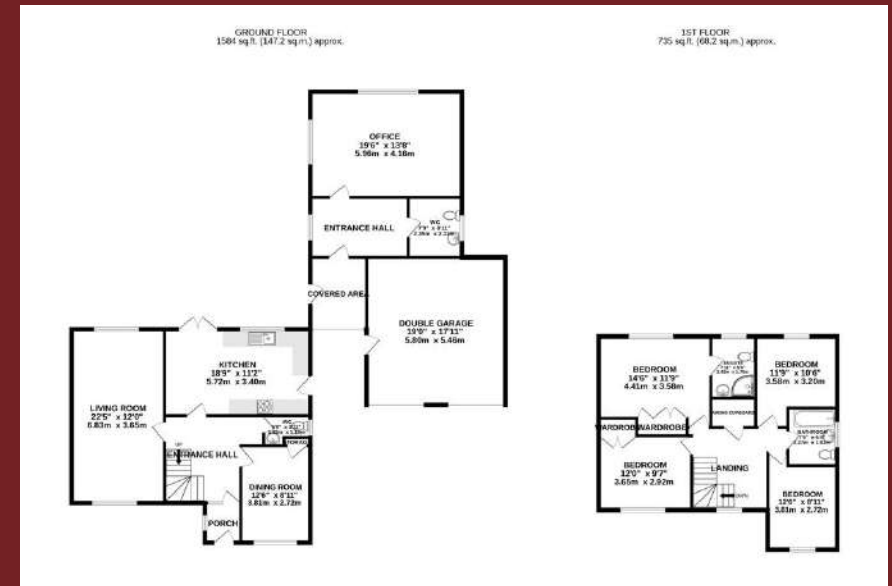 GROUND FLOOR
1584 sq.ft. (147.2 sq.m.) approx.
OFFICE
19'6" x 13'8"
5.96m x 4.16m
ENTRANCE HALL
WC
COVERED AREA
DOUBLE GARAGE
19'0" x 17'11"
5.80m x 5.46m
KITCHEN
18'9" x 11'2"
5.72m x 3.40m
LIVING ROOM
22'5" x 12'0"
6.83m x 3.65m
WC
UP
ENTRANCE HALL
DINING ROOM
12'6" x 8'11"
3.81m x 2.72m
PORCH
1ST FLOOR
735 sq.ft. (68.2 sq.m.) approx.
BEDROOM
14'6" x 11'9"
4.41m x 3.58m
BEDROOM
11'9" x 10'6"
3.58m x 3.20m
WARDROBE
WARDROBE
BEDROOM
12'0" x 9'7"
3.65m x 2.92m
LANDING
BEDROOM
12'6" x 8'11"
3.81m x 2.72m